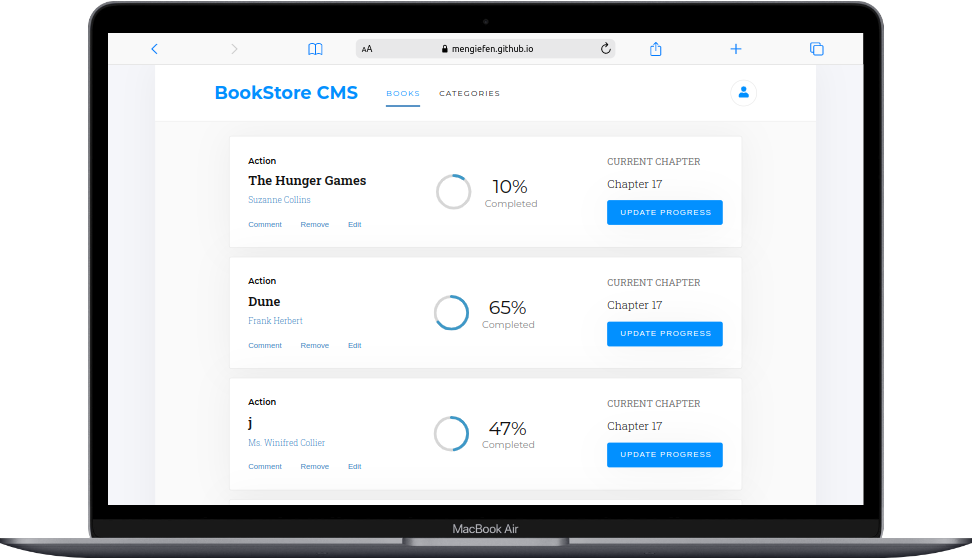 AA
mengiefen.github.io
BookStore CMS
BOOKS
CATEGORIES
Action
The Hunger Games
Suzanne Collins
Comment
Remove
Edit
10%
Completed
CURRENT CHAPTER
Chapter 17
UPDATE PROGRESS
Action
Dune
Frank Herbert
Comment
Remove
Edit
65%
Completed
CURRENT CHAPTER
Chapter 17
UPDATE PROGRESS
Action
j
Ms. Winifred Collier
Comment
Remove
Edit
47%
Completed
CURRENT CHAPTER
Chapter 17
UPDATE PROGRESS
MacBook Air